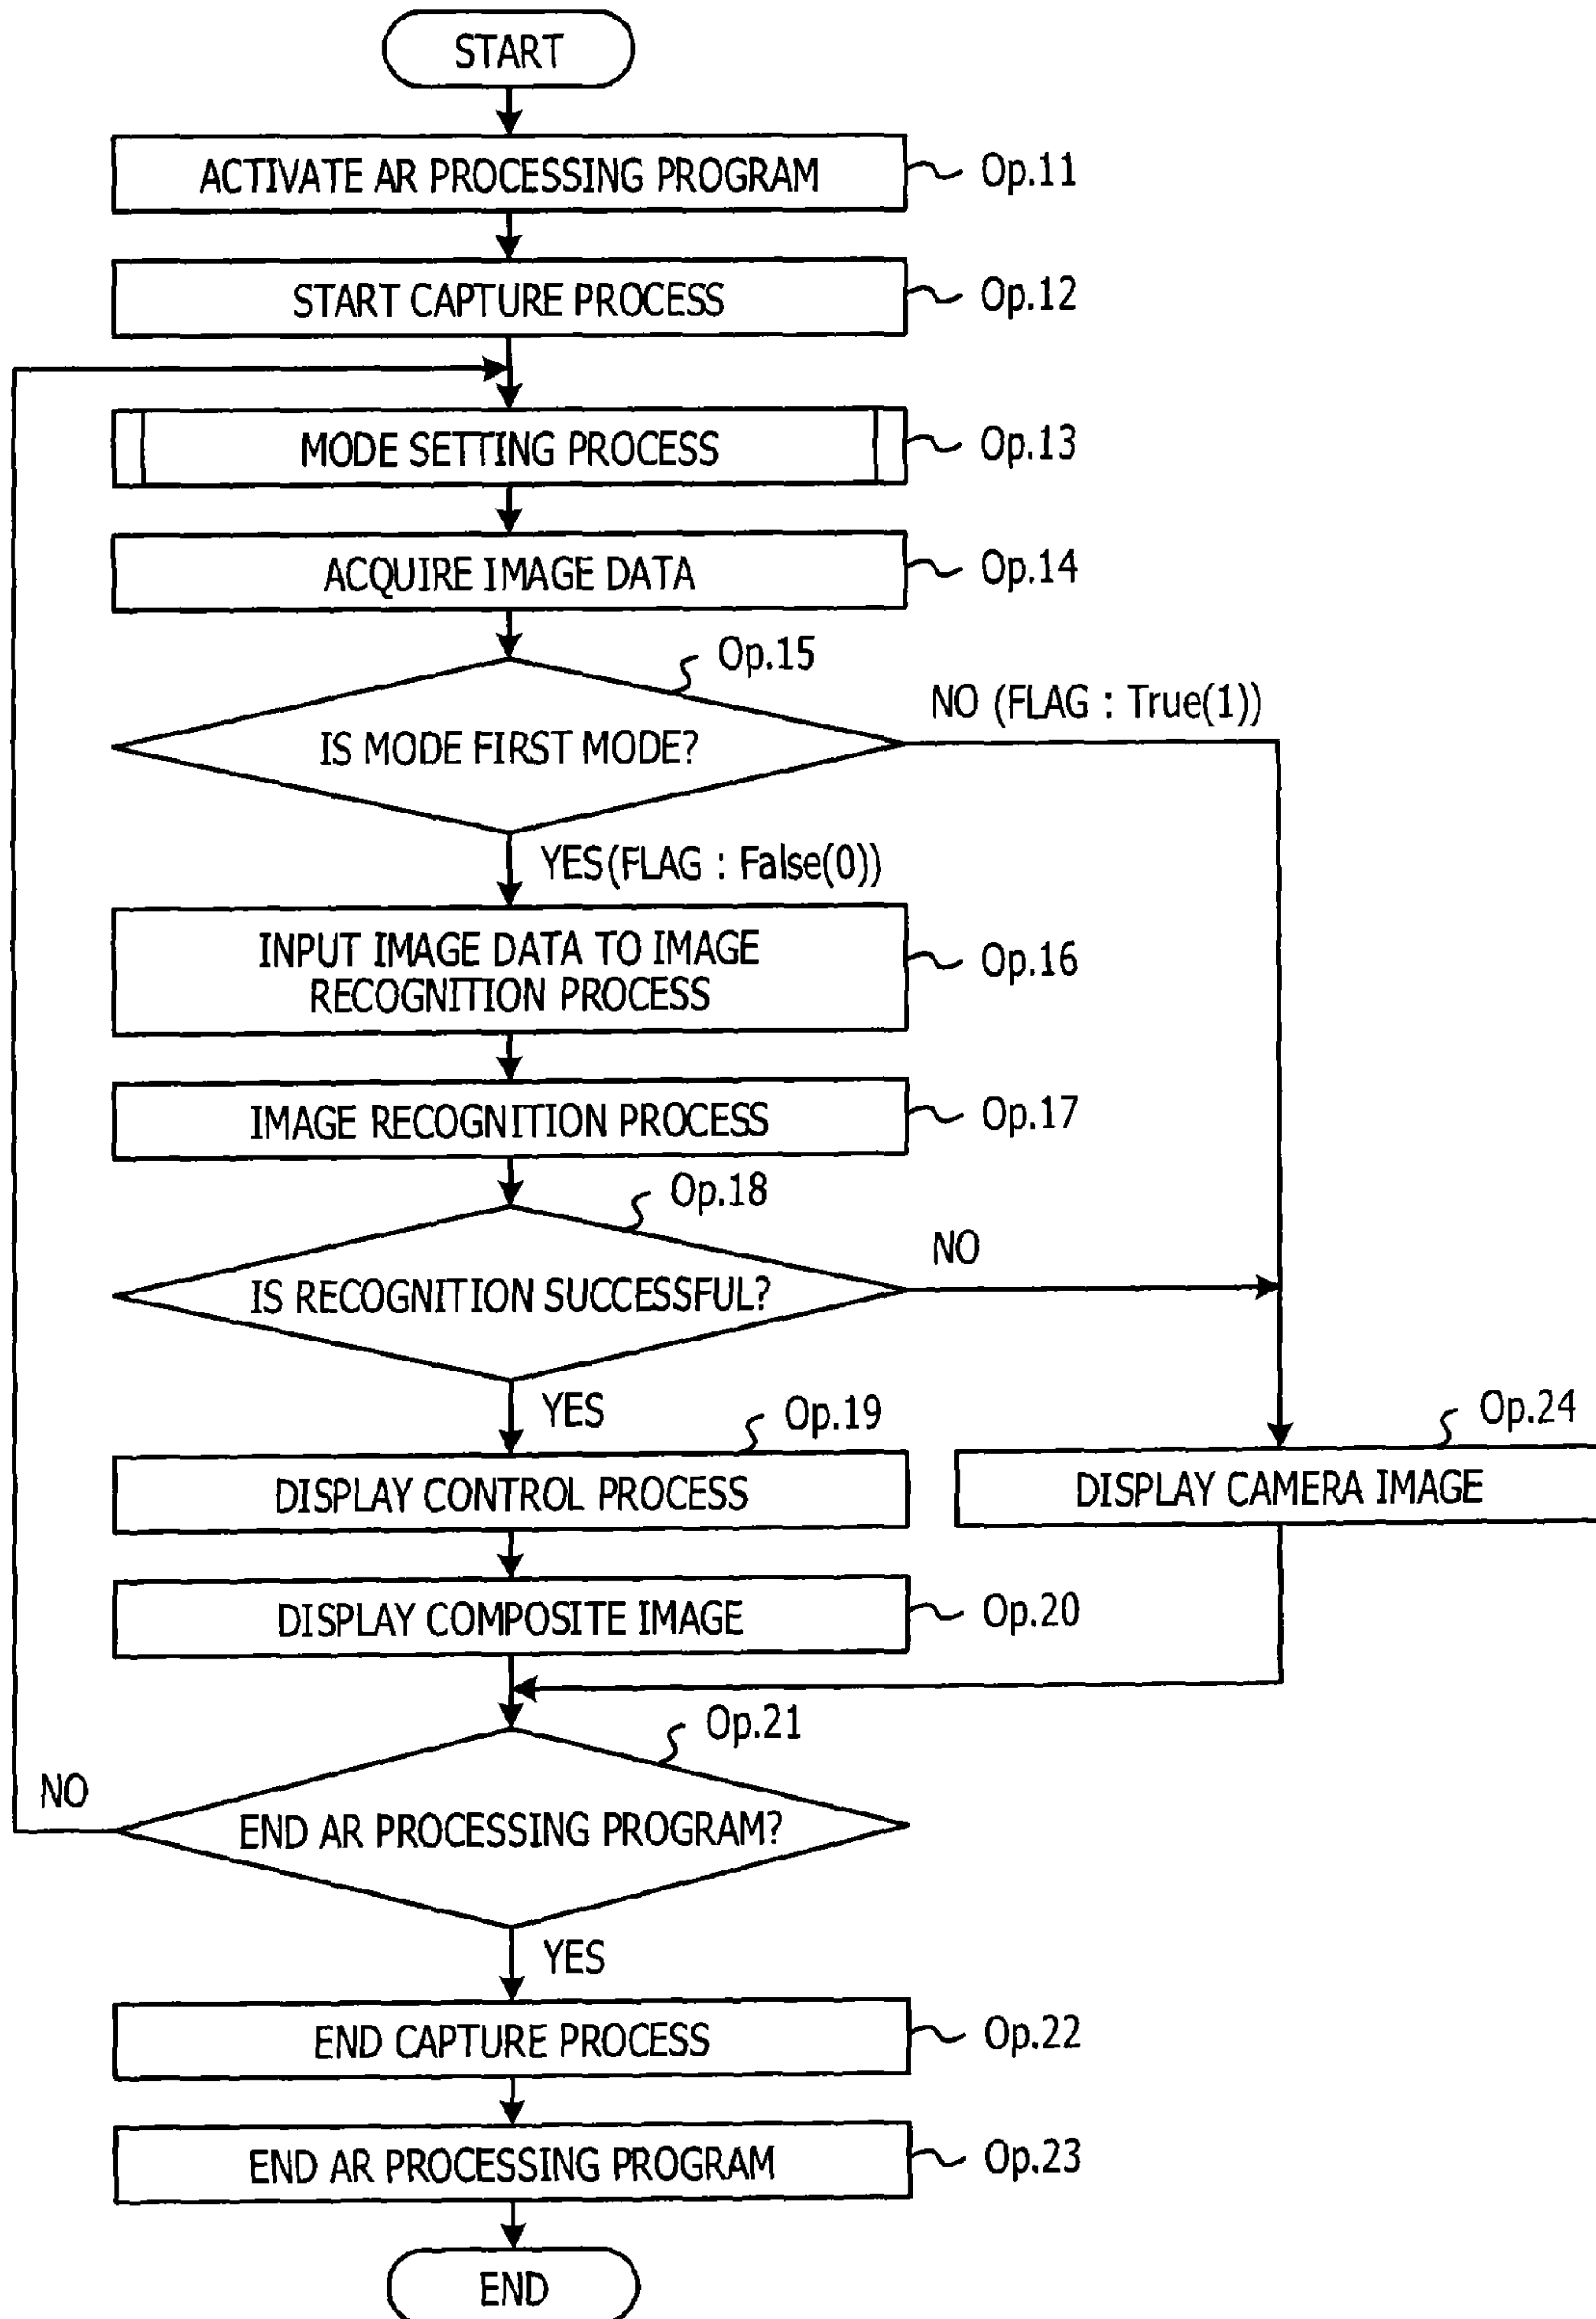 START
ACTIVATE AR PROCESSING PROGRAM
Op.11
START CAPTURE PROCESS
Op.12
MODE SETTING PROCESS
Op.13
ACQUIRE IMAGE DATA
Op.14
Op.15
NO (FLAG : True(1))
IS MODE FIRST MODE?
YES(FLAG : False(0))
INPUT IMAGE DATA TO IMAGE
RECOGNITION PROCESS
Op.16
IMAGE RECOGNITION PROCESS
Op.17
Op.18
NO
IS RECOGNITION SUCCESSFUL?
YES
Op.19
Op.24
DISPLAY CONTROL PROCESS
DISPLAY CAMERA IMAGE
DISPLAY COMPOSITE IMAGE
Op.20
Op.21
NO
END AR PROCESSING PROGRAM?
YES
END CAPTURE PROCESS
Op.22
END AR PROCESSING PROGRAM
Op.23
END